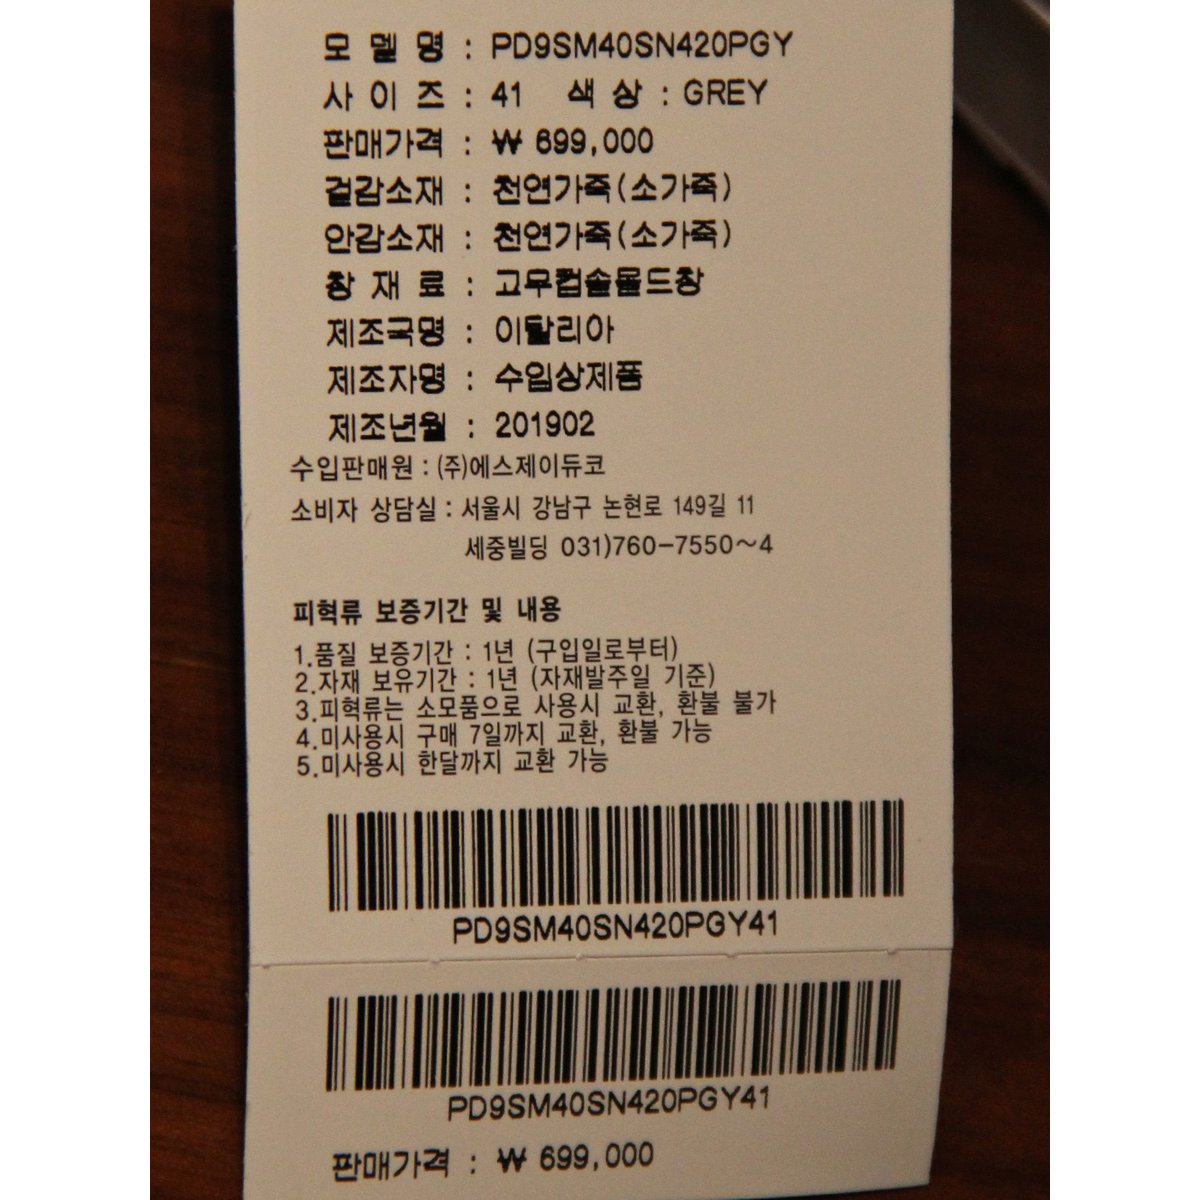 모 델 명 : PD9SM40SN420PGY
사 이 즈 : 41 색 상 : GREY
판매가격 : ₩ 699,000
겉감소재 : 천연가죽(소가죽)
안감소재 : 천연가죽(소가죽)
창 재 료 : 고무컵솔몰드창
제조국명 : 이탈리아
제조자명 : 수입상제품
제조년월 : 201902
수입판매원 : (주)에스제이듀코
소비자 상담실 : 서울시 강남구 논현로 149길 11
세중빌딩 031)760-7550~4
피혁류 보증기간 및 내용
1.품질 보증기간 : 1년 (구입일로부터)
2.자재 보유기간 : 1년 (자재발주일 기준)
3.피혁류는 소모품으로 사용시 교환, 환불 불가
4.미사용시 구매 7일까지 교환, 환불 가능
5.미사용시 한달까지 교환 가능
PD9SM40SN420PGY41
PD9SM40SN420PGY41
판매가격 : ₩ 699,000